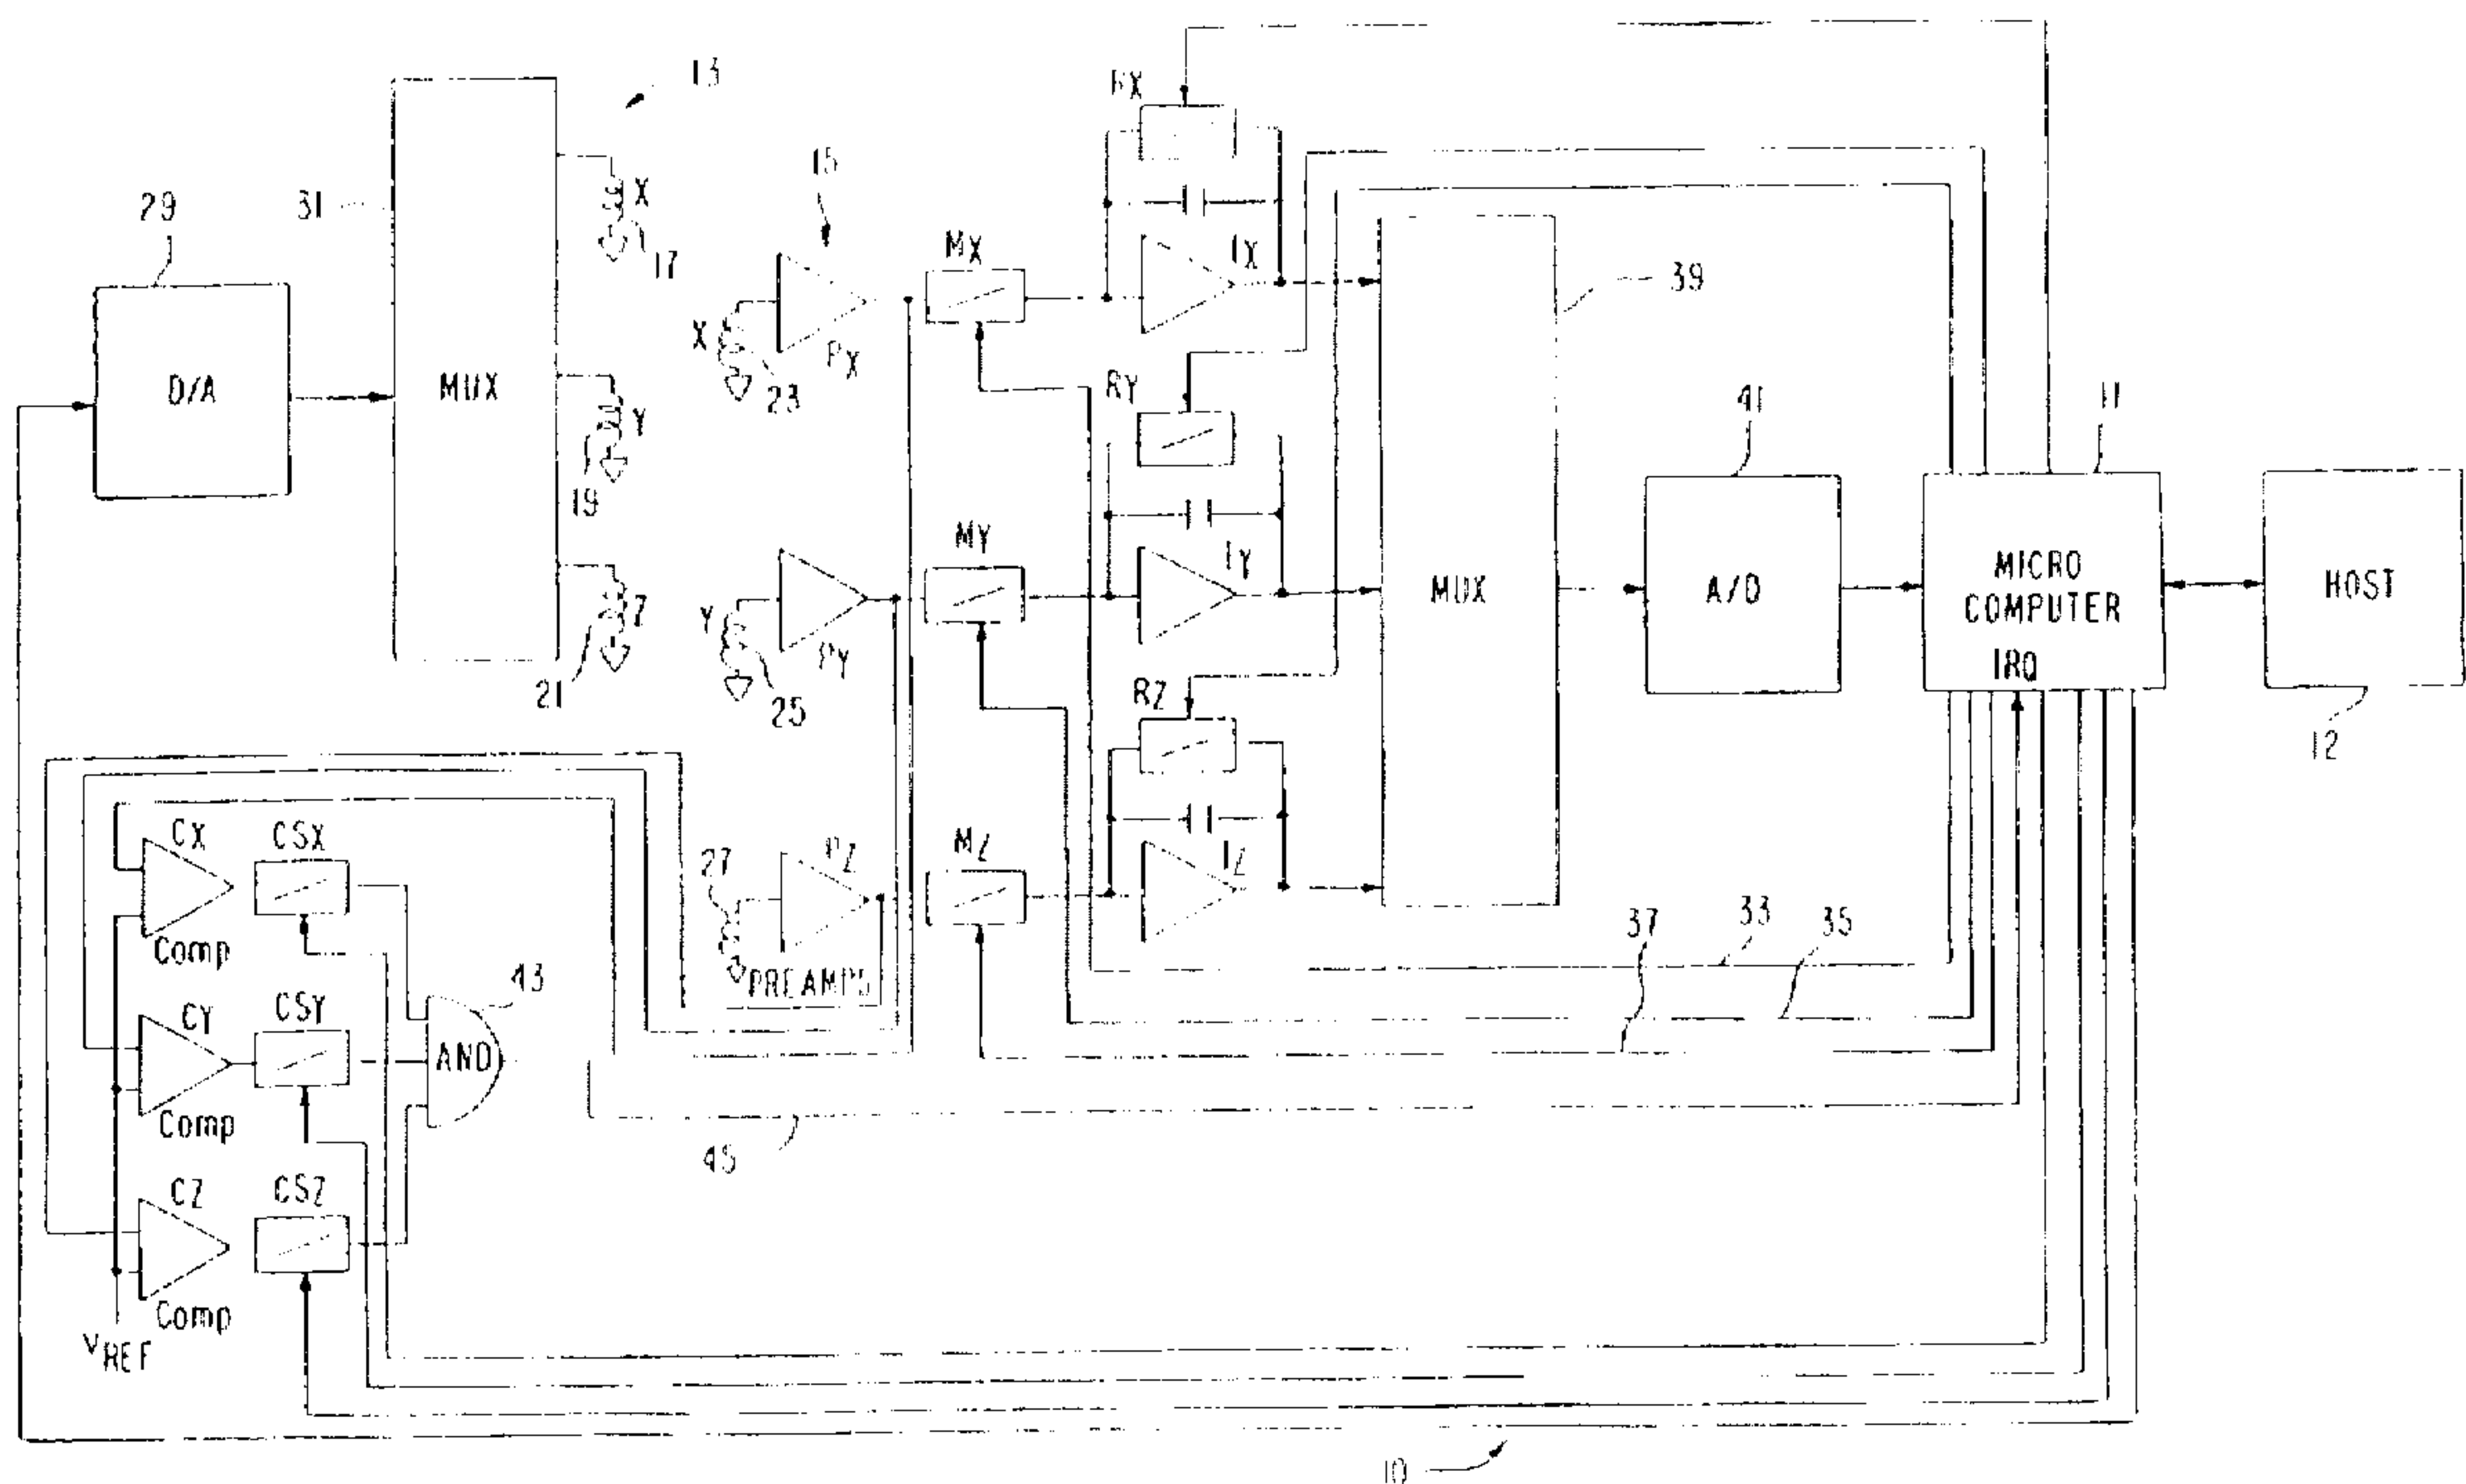 13
15
RX
31
29
X
17
MX
IX
39
X
PX
23
RY
D/A
MUX
Y
19
41
11
MY
IY
MUX
A/D
MICRO COMPUTER
IRQ
HOST
12
Z
21
Y
PY
25
RZ
CX
CSX
Comp
27
PZ
MZ
IZ
PREAMPS
37
33
35
43
CY
CSY
AND
Comp
45
CZ
CSZ
Comp
VREF
10